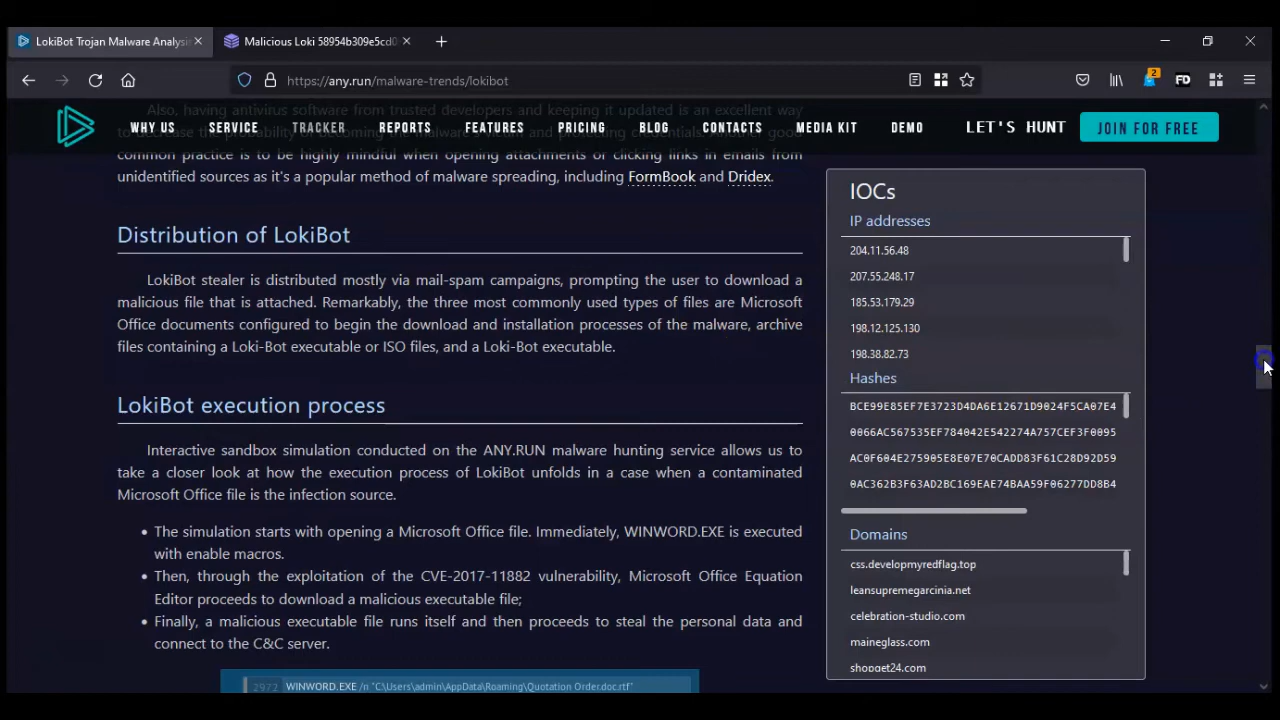 LokiBot Trojan Malware Analysis
Malicious Loki 58954b309e5cd0
2
FD
https://any.run/malware-trends/lokibot
WHY US SERVICE TRACKER REPORTS FEATURES PRICING BLOG CONTACTS MEDIA KIT DEMO LET'S HUNT JOIN FOR FREE
Also, having antivirus software from trusted developers and keeping it updated is an excellent way
common practice is to be highly mindful when opening attachments or clicking links in emails from
unidentified sources as it's a popular method of malware spreading, including FormBook and Dridex.
Distribution of LokiBot
LokiBot stealer is distributed mostly via mail-spam campaigns, prompting the user to download a
malicious file that is attached. Remarkably, the three most commonly used types of files are Microsoft
Office documents configured to begin the download and installation processes of the malware, archive
files containing a Loki-Bot executable or ISO files, and a Loki-Bot executable.
LokiBot execution process
Interactive sandbox simulation conducted on the ANY.RUN malware hunting service allows us to
take a closer look at how the execution process of LokiBot unfolds in a case when a contaminated
Microsoft Office file is the infection source.
• The simulation starts with opening a Microsoft Office file. Immediately, WINWORD.EXE is executed
with enable macros.
• Then, through the exploitation of the CVE-2017-11882 vulnerability, Microsoft Office Equation
Editor proceeds to download a malicious executable file;
• Finally, a malicious executable file runs itself and then proceeds to steal the personal data and
connect to the C&C server.
2972 WINWORD.EXE /n "C:\Users\admin\AppData\Roaming\Quotation Order.doc.rtf"
IOCs
IP addresses
204.11.56.48
207.55.248.17
185.53.179.29
198.12.125.130
198.38.82.73
Hashes
BCE99E85EF7E3723D4DA6E12671D9024F5CA07E4
0066AC567535EF784042E542274A757CEF3F0095
AC0F604E275905E8E07E70CADD83F61C28D92D59
0AC362B3F63AD2BC169EAE74BAA59F06277DD8B4
Domains
css.developmyredflag.top
leansupremegarcinia.net
celebration-studio.com
maineglass.com
shopget24.com